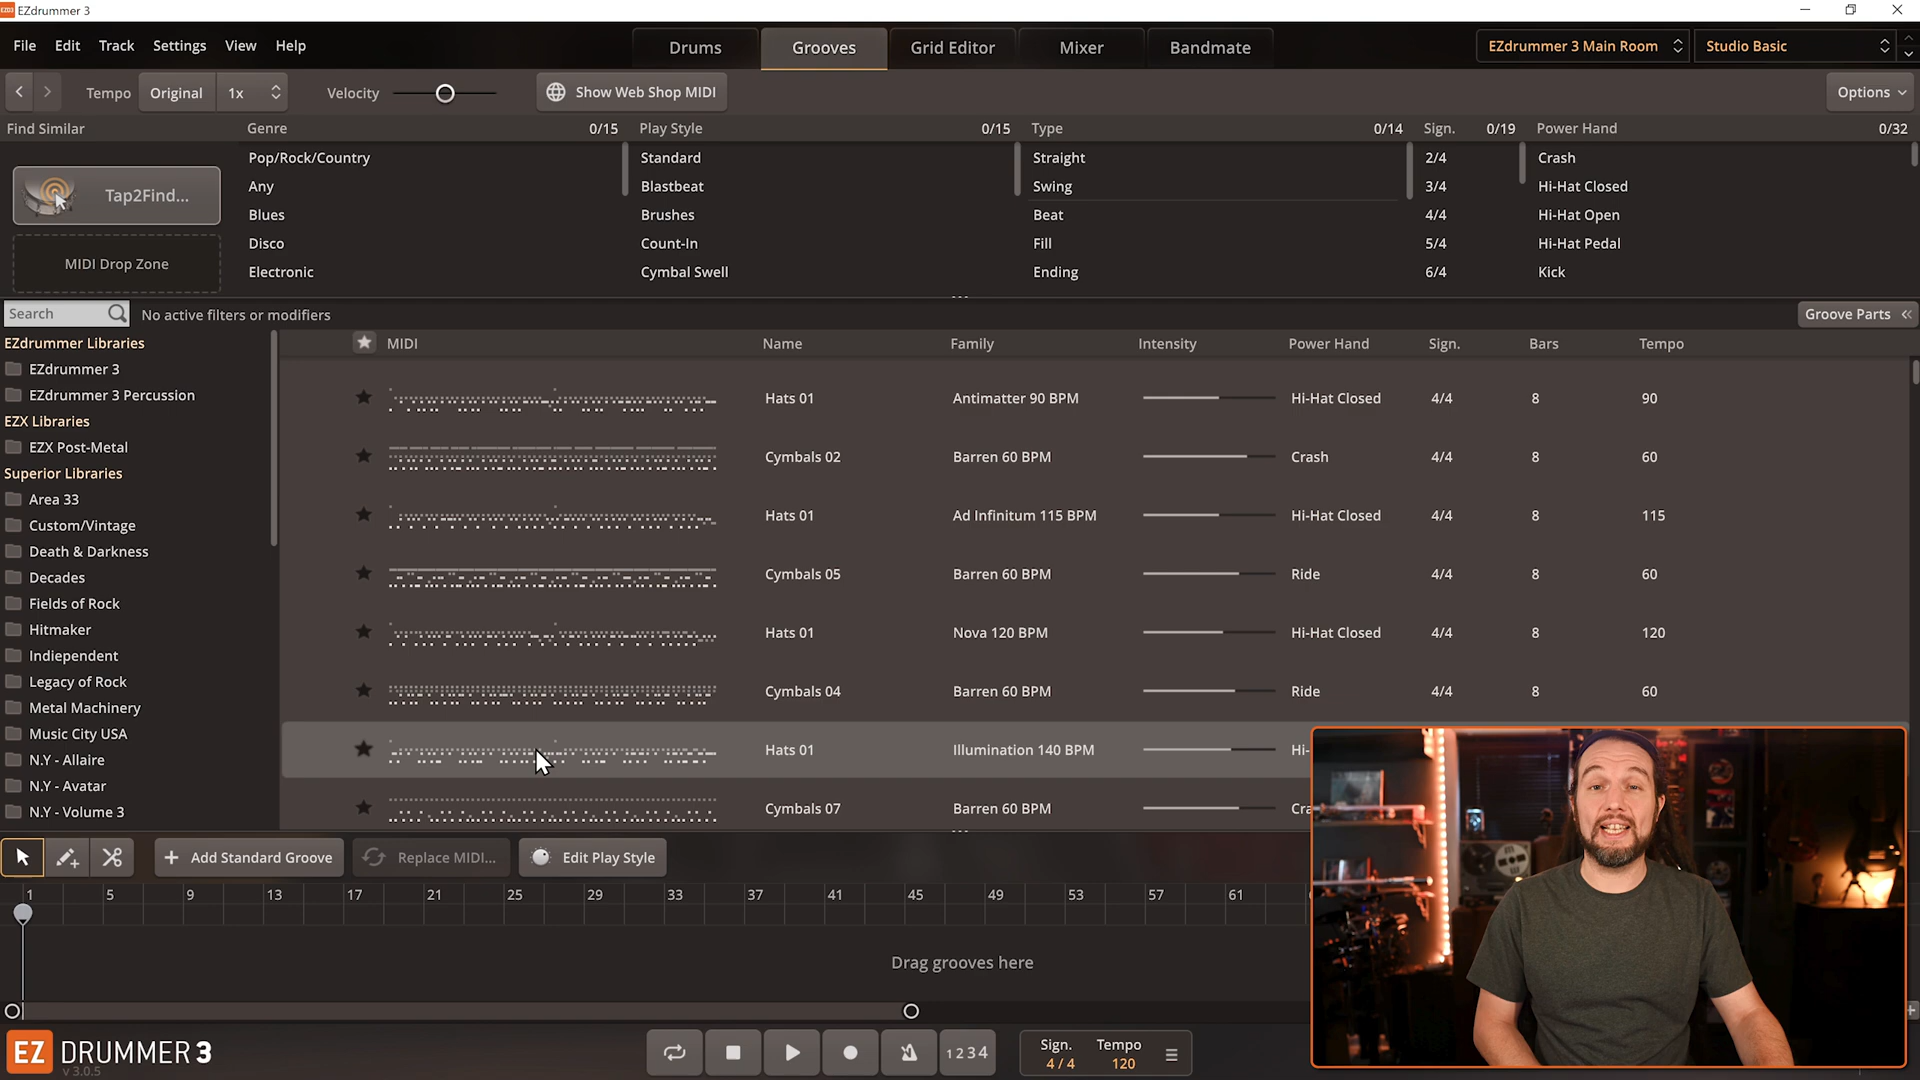 EZdrummer 3
File Edit Track Settings View Help
Drums Grooves Grid Editor Mixer Bandmate
EZdrummer 3 Main Room Studio Basic
Tempo Original 1x Velocity Show Web Shop MIDI Options
Find Similar Genre 0/15 Play Style 0/15 Type 0/14 Sign. 0/19 Power Hand 0/32
Pop/Rock/Country Standard Straight 2/4 Crash
Any Blastbeat Swing 3/4 Hi-Hat Closed
Tap2Find...
Blues Brushes Beat 4/4 Hi-Hat Open
Disco Count-In Fill 5/4 Hi-Hat Pedal
MIDI Drop Zone
Electronic Cymbal Swell Ending 6/4 Kick
Search No active filters or modifiers Groove Parts
MIDI Name Family Intensity Power Hand Sign. Bars Tempo
EZdrummer Libraries
EZdrummer 3
EZdrummer 3 Percussion
EZX Libraries
EZX Post-Metal
Superior Libraries
Area 33
Custom/Vintage
Death & Darkness
Decades
Fields of Rock
Hitmaker
Indiependent
Legacy of Rock
Metal Machinery
Music City USA
N.Y - Allaire
N.Y - Avatar
N.Y - Volume 3
Hats 01 Antimatter 90 BPM Hi-Hat Closed 4/4 8 90
Cymbals 02 Barren 60 BPM Crash 4/4 8 60
Hats 01 Ad Infinitum 115 BPM Hi-Hat Closed 4/4 8 115
Cymbals 05 Barren 60 BPM Ride 4/4 8 60
Hats 01 Nova 120 BPM Hi-Hat Closed 4/4 8 120
Cymbals 04 Barren 60 BPM Ride 4/4 8 60
Hats 01 Illumination 140 BPM Hi-
Cymbals 07 Barren 60 BPM Cra
Add Standard Groove Replace MIDI... Edit Play Style
1 5 9 13 17 21 25 29 33 37 41 45 49 53 57 61
Drag grooves here
EZ DRUMMER 3
v 3.0.5
1 2 3 4
Sign. Tempo
4 / 4 120